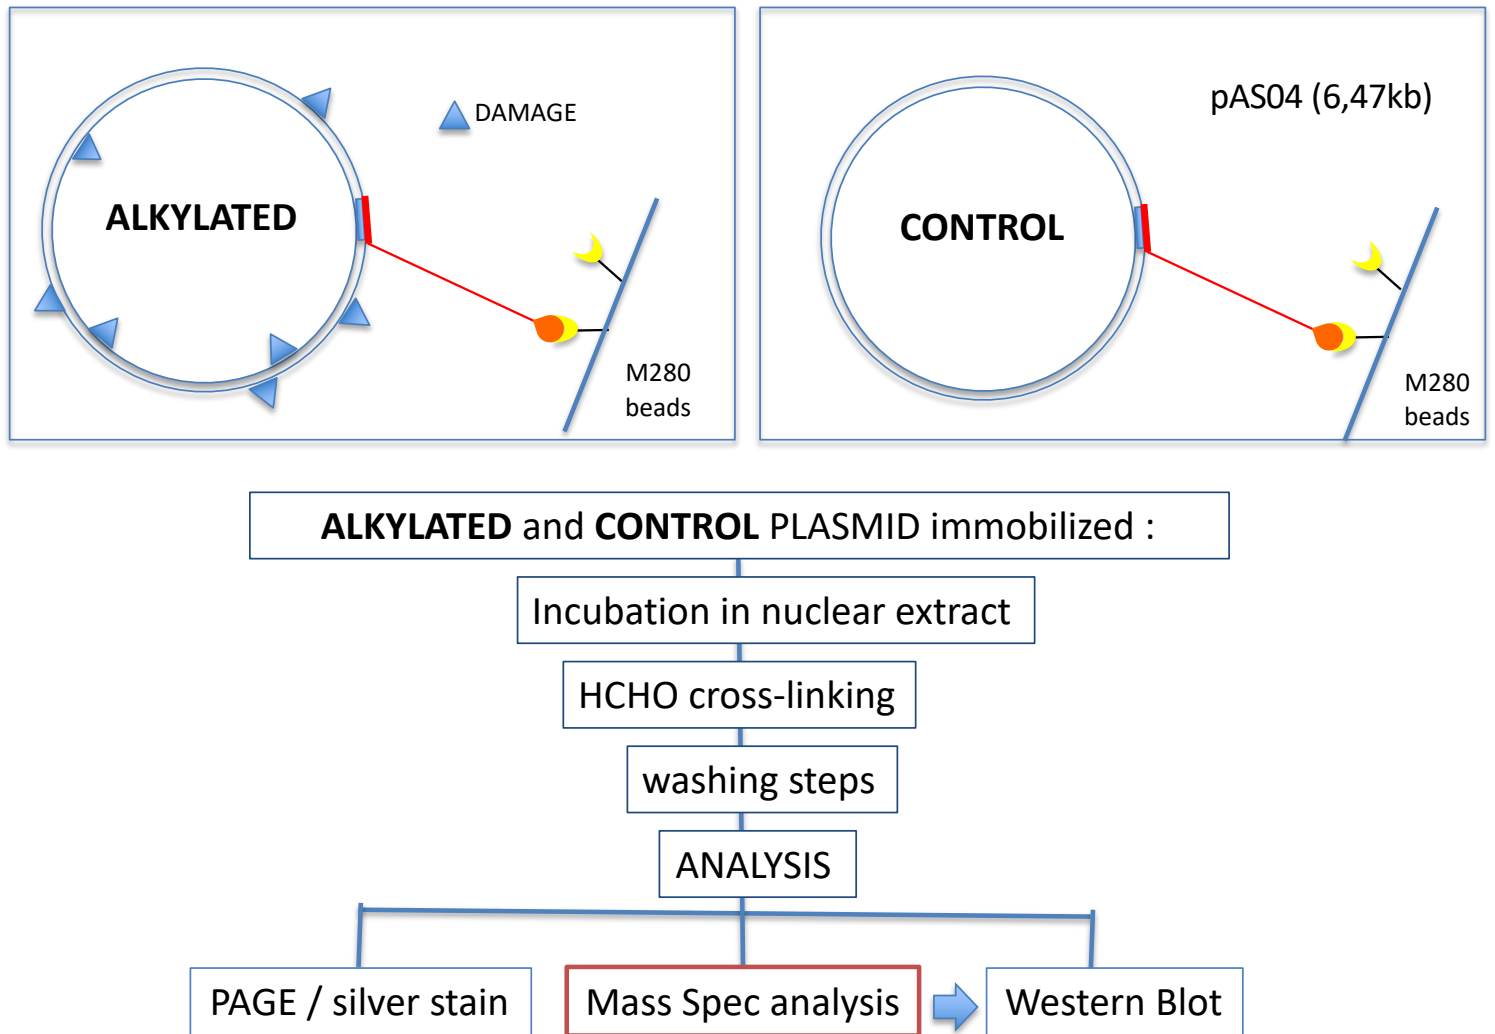 DAMAGE
ALKYLATED
M280
beads
pAS04 (6,47kb)
CONTROL
M280
beads
ALKYLATED and CONTROL PLASMID immobilized :
Incubation in nuclear extract
HCHO cross-linking
washing steps
ANALYSIS
PAGE / silver stain
Mass Spec analysis
Western Blot